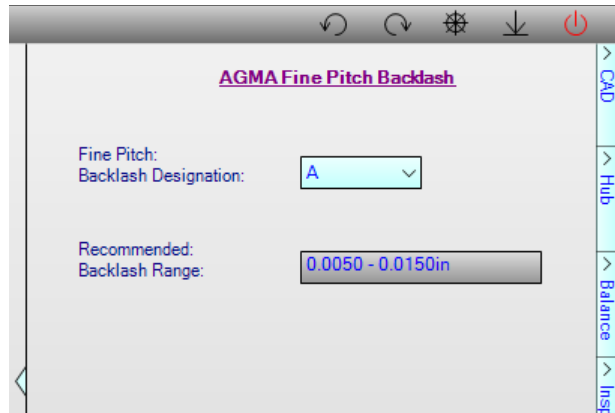 AGMA Fine Pitch Backlash
Fine Pitch:
Backlash Designation:
A
Recommended:
Backlash Range:
0.0050 - 0.0150in
CAD
Hub
Balance